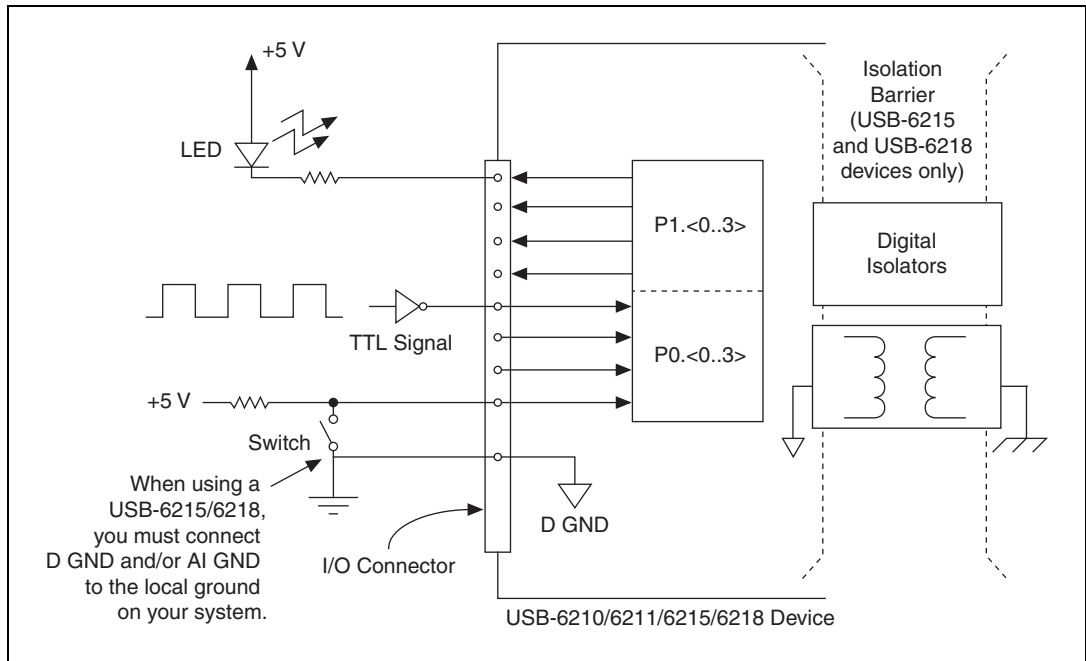 +5 V
LED
Isolation
Barrier
(USB-6215
and USB-6218
devices only)
P1.<0..3>
Digital
Isolators
TTL Signal
P0.<0..3>
+5 V
Switch
When using a
USB-6215/6218,
you must connect
D GND and/or AI GND
to the local ground
on your system.
D GND
I/O Connector
USB-6210/6211/6215/6218 Device